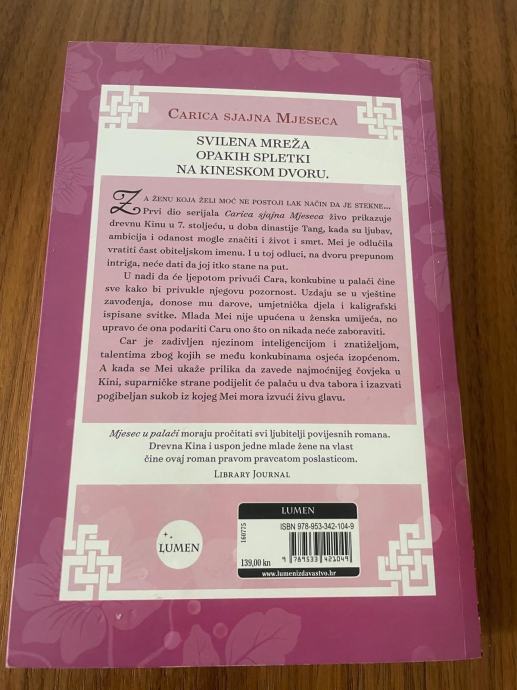 CARICA SJAJNA MJESECA
SVILENA MREŽA
OPAKIH SPLETKI
NA KINESKOM DVORU.
ZA ŽENU KOJA ŽELI MOĆ NE POSTOJI LAK NAČIN DA JE STEKNE...
Prvi dio serijala Carica sjajna Mjeseca živo prikazuje
drevnu Kinu u 7. stoljeću, u doba dinastije Tang, kada su ljubav,
ambicija i odanost mogle značiti i život i smrt. Mei je odlučila
vratiti čast obiteljskom imenu. I u toj odluci, na dvoru prepunom
intriga, neće dati da joj itko stane na put.
U nadi da će ljepotom privući Cara, konkubine u palači čine
sve kako bi privukle njegovu pozornost. Uzdaju se u vještine
zavođenja, donose mu darove, umjetnička djela i kaligrafski
ispisane svitke. Mlada Mei nije upućena u ženska umijeća, no
upravo će ona podariti Caru ono što on nikada neće zaboraviti.
Car je zadivljen njezinom inteligencijom i znatiželjom,
talentima zbog kojih se među konkubinama osjeća izopćenom.
A kada se Mei ukaže prilika da zavede najmoćnijeg čovjeka u
Kini, suparničke strane podijelit će palaču u dva tabora i izazvati
pogibeljan sukob iz kojeg Mei mora izvući živu glavu.
Mjesec u palači moraju pročitati svi ljubitelji povijesnih romana.
Drevna Kina i uspon jedne mlade žene na vlast
čine ovaj roman pravom pravcatom poslasticom.
LIBRARY JOURNAL
LUMEN
160775
139,00 kn
LUMEN
ISBN 978-953-342-104-9
9 789533 421049
www.lumenizdavastvo.hr